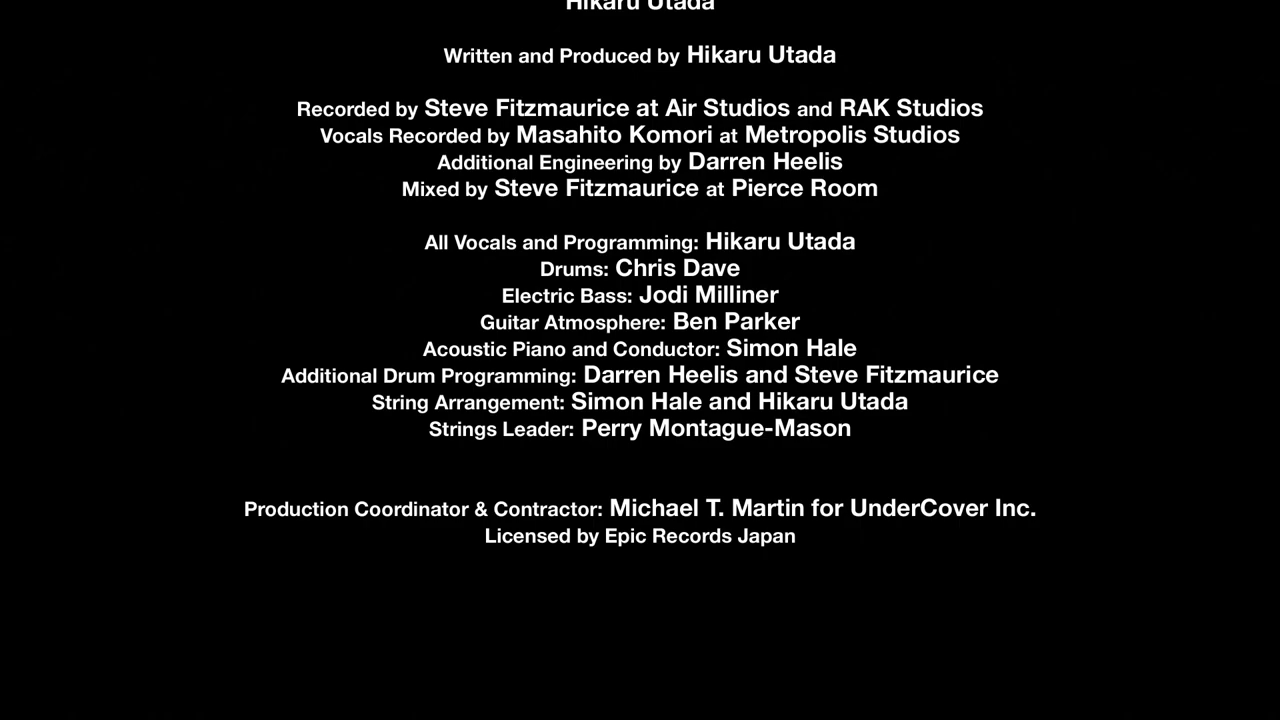 Hikaru Utada
Written and Produced by Hikaru Utada
Recorded by Steve Fitzmaurice at Air Studios and RAK Studios
Vocals Recorded by Masahito Komori at Metropolis Studios
Additional Engineering by Darren Heelis
Mixed by Steve Fitzmaurice at Pierce Room
All Vocals and Programming: Hikaru Utada
Drums: Chris Dave
Electric Bass: Jodi Milliner
Guitar Atmosphere: Ben Parker
Acoustic Piano and Conductor: Simon Hale
Additional Drum Programming: Darren Heelis and Steve Fitzmaurice
String Arrangement: Simon Hale and Hikaru Utada
Strings Leader: Perry Montague-Mason
Production Coordinator & Contractor: Michael T. Martin for UnderCover Inc.
Licensed by Epic Records Japan